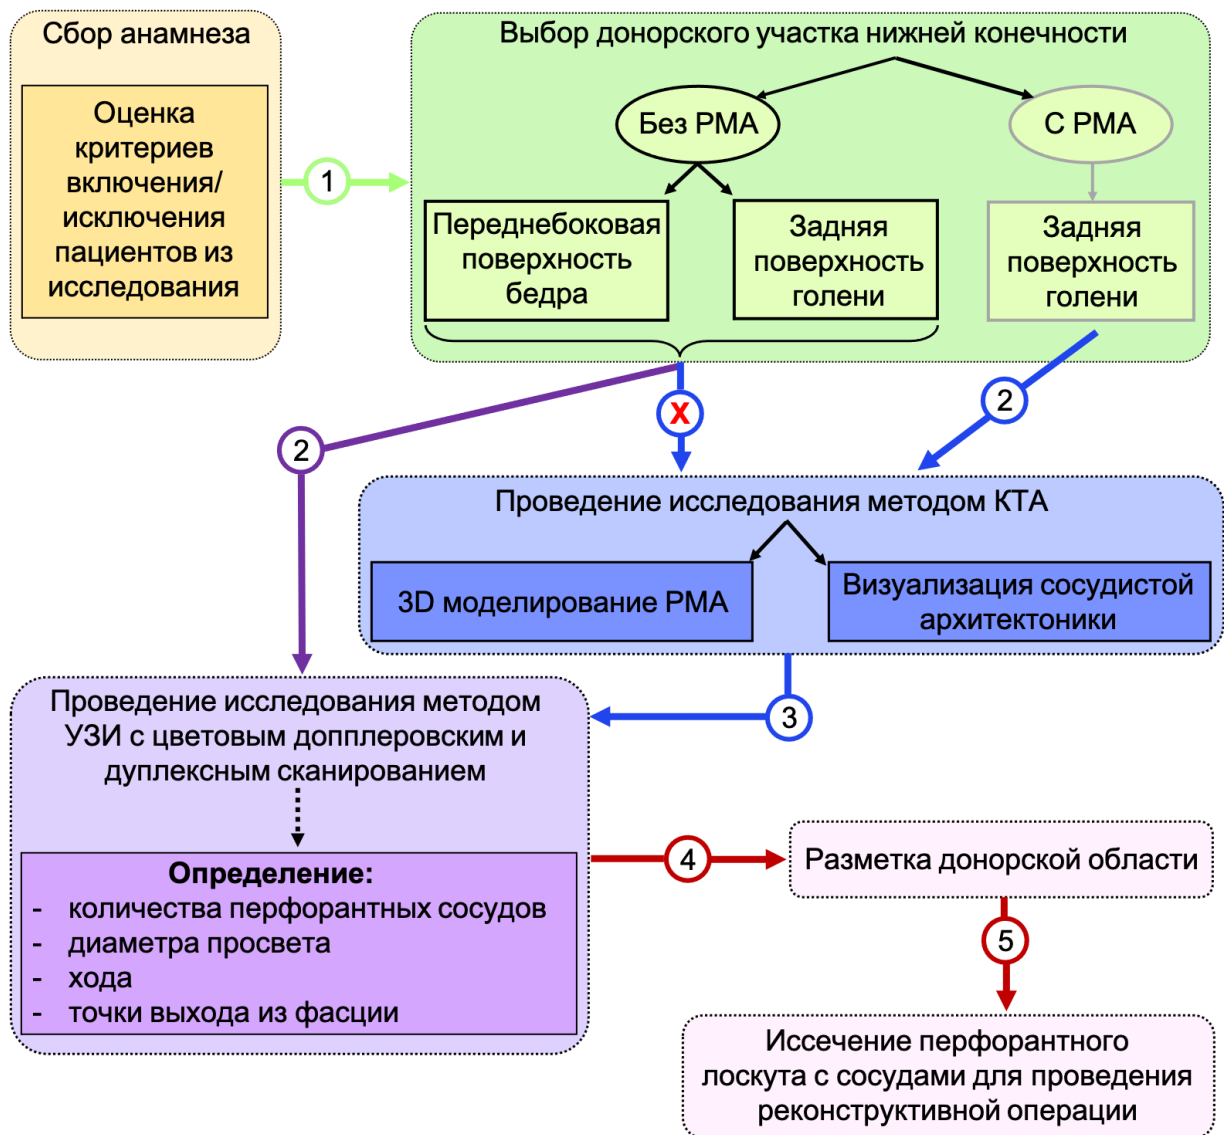 Сбор анамнеза
Оценка
критериев
включения/
исключения
пациентов из
исследования
1
Выбор донорского участка нижней конечности
Без РМА
С РМА
Переднебоковая
поверхность
бедра
Задняя
поверхность
голени
Задняя
поверхность
голени
2
X
2
Проведение исследования методом КТА
3D моделирование РМА
Визуализация сосудистой
архитектоники
3
Проведение исследования методом
УЗИ с цветовым допплеровским и
дуплексным сканированием
Определение:
- количества перфорантных сосудов
- диаметра просвета
- хода
- точки выхода из фасции
4
Разметка донорской области
5
Иссечение перфорантного
лоскута с сосудами для проведения
реконструктивной операции